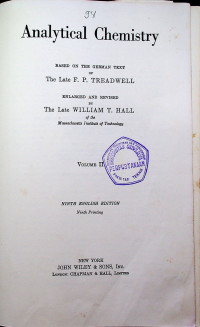 94
Analytical Chemistry
BASED ON THE GERMAN TEXT
OF
The Late F. P. TREADWELL
ENLARGED AND REVISED
BY
The Late WILLIAM T. HALL
of the
Massachusetts Institute of Technology
VOLUME II
PERPUSTAKAAN
NINTH ENGLISH EDITION
Ninth Printing
NEW YORK
JOHN WILEY & SONS, INC.
LONDON: CHAPMAN & HALL, LIMITED